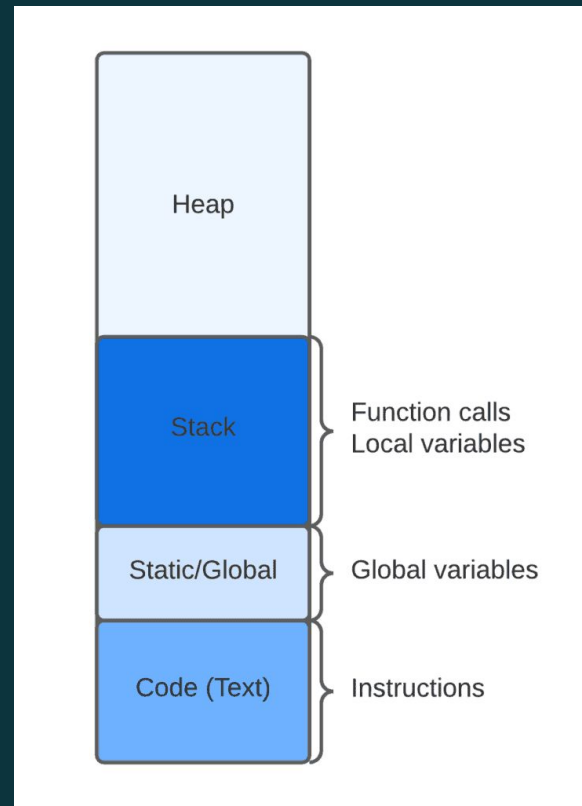 Heap
Stack
Function calls
Local variables
Static/Global
Global variables
Code (Text)
Instructions